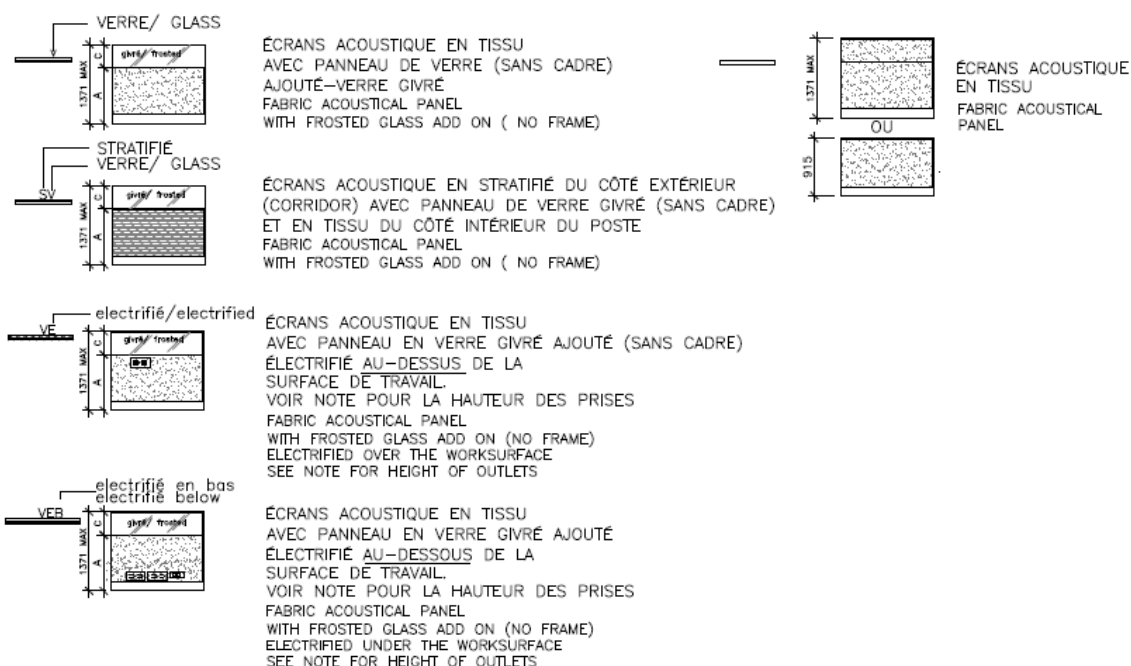 VERRE/ GLASS
givré/ frosted
C
A
1371 MAX
ÉCRANS ACOUSTIQUE EN TISSU
AVEC PANNEAU DE VERRE (SANS CADRE)
AJOUTÉ-VERRE GIVRÉ
FABRIC ACOUSTICAL PANEL
WITH FROSTED GLASS ADD ON ( NO FRAME)
1371 MAX
OU
915
ÉCRANS ACOUSTIQUE
EN TISSU
FABRIC ACOUSTICAL
PANEL
STRATIFIÉ
VERRE/ GLASS
SV
givré/ frosted
C
A
1371 MAX
ÉCRANS ACOUSTIQUE EN STRATIFIÉ DU CÔTÉ EXTÉRIEUR
(CORRIDOR) AVEC PANNEAU DE VERRE GIVRÉ (SANS CADRE)
ET EN TISSU DU CÔTÉ INTÉRIEUR DU POSTE
FABRIC ACOUSTICAL PANEL
WITH FROSTED GLASS ADD ON ( NO FRAME)
electrifié/electrified
VE
givré/ frosted
C
A
1371 MAX
ÉCRANS ACOUSTIQUE EN TISSU
AVEC PANNEAU EN VERRE GIVRÉ AJOUTÉ (SANS CADRE)
ÉLECTRIFIÉ AU-DESSUS DE LA
SURFACE DE TRAVAIL.
VOIR NOTE POUR LA HAUTEUR DES PRISES
FABRIC ACOUSTICAL PANEL
WITH FROSTED GLASS ADD ON (NO FRAME)
ELECTRIFIED OVER THE WORKSURFACE
SEE NOTE FOR HEIGHT OF OUTLETS
electrifié en bas
electrifié below
VEB
givré/ frosted
C
A
1371 MAX
ÉCRANS ACOUSTIQUE EN TISSU
AVEC PANNEAU EN VERRE GIVRÉ AJOUTÉ
ÉLECTRIFIÉ AU-DESSOUS DE LA
SURFACE DE TRAVAIL.
VOIR NOTE POUR LA HAUTEUR DES PRISES
FABRIC ACOUSTICAL PANEL
WITH FROSTED GLASS ADD ON (NO FRAME)
ELECTRIFIED UNDER THE WORKSURFACE
SEE NOTE FOR HEIGHT OF OUTLETS